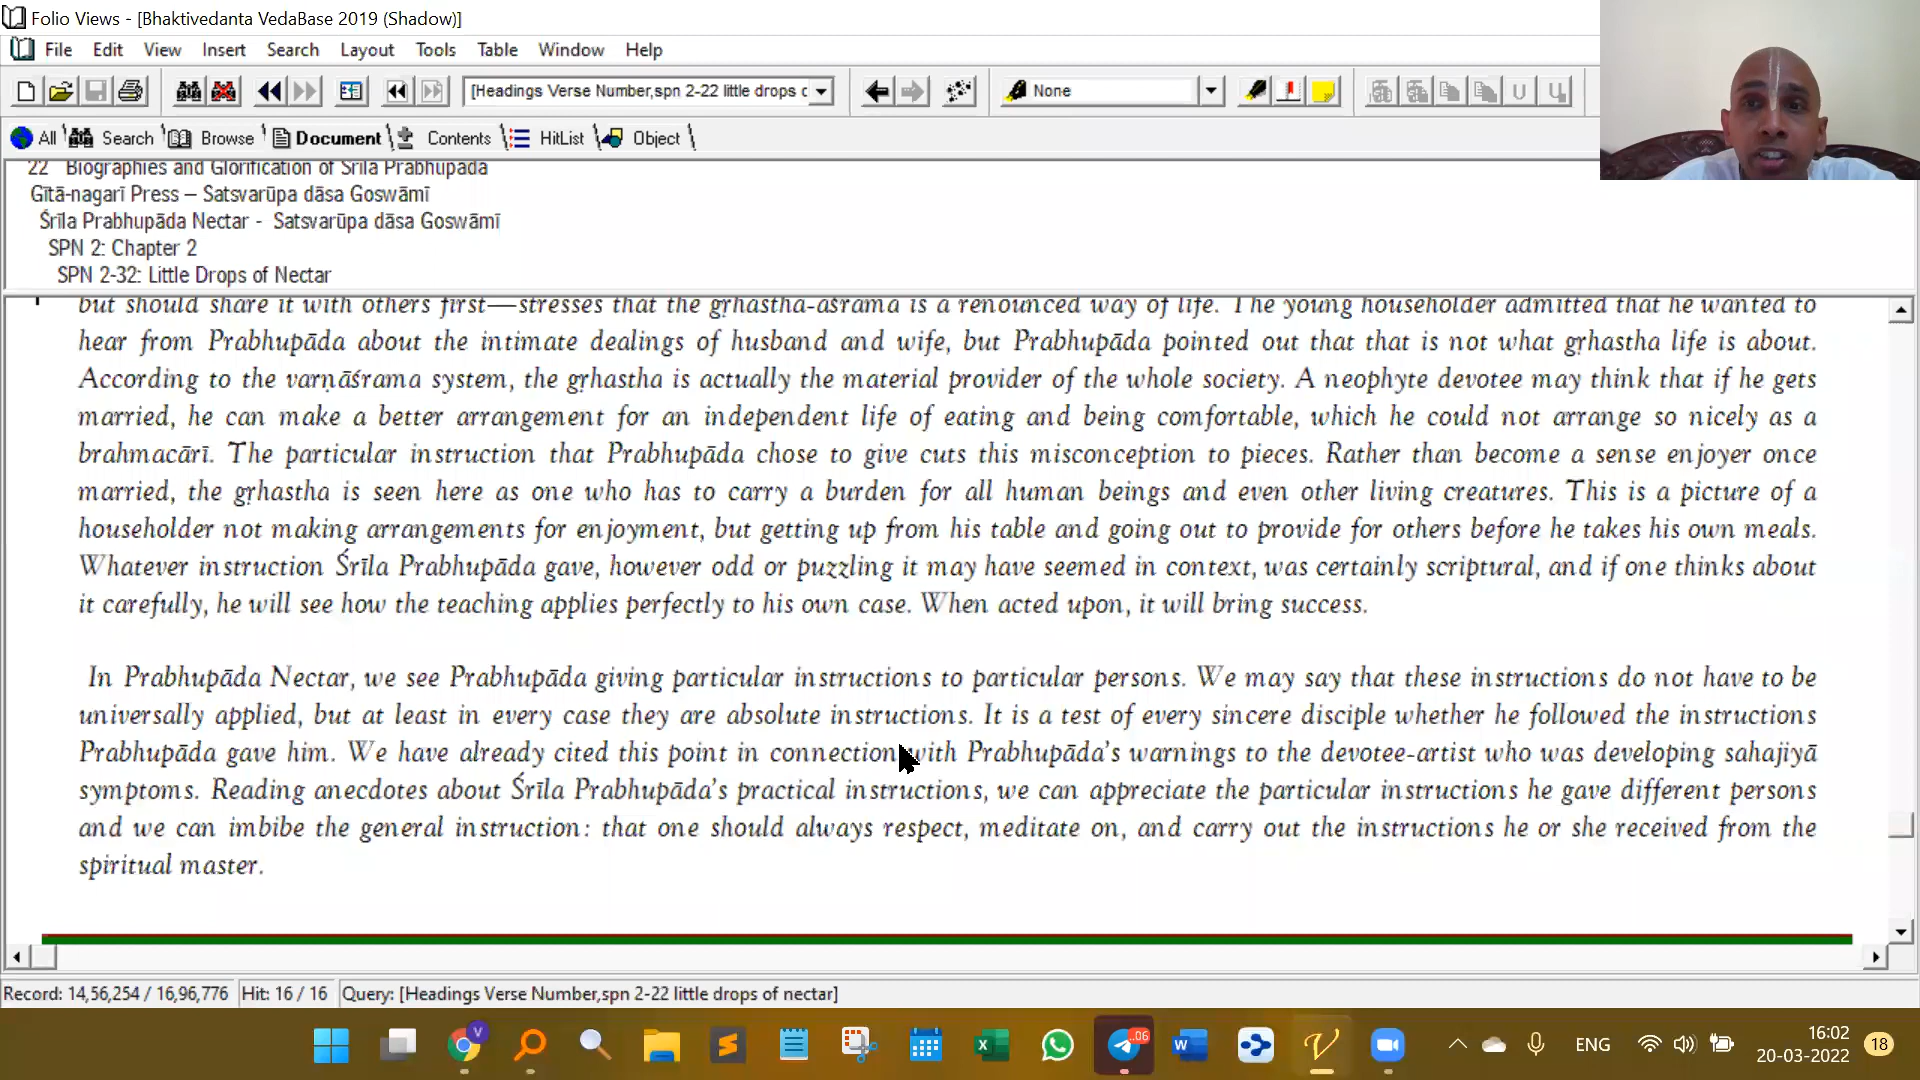 Folio Views - [Bhaktivedanta VedaBase 2019 (Shadow)]
File Edit View Insert Search Layout Tools Table Window Help
[Headings Verse Number,spn 2-22 little drops o
None
All Search Browse Document Contents HitList Object
22 Biographies and Glorification of Śrīla Prabhupāda
Gītā-nagarī Press – Satsvarūpa dāsa Goswāmī
Śrīla Prabhupāda Nectar - Satsvarūpa dāsa Goswāmī
SPN 2: Chapter 2
SPN 2-32: Little Drops of Nectar
but should share it with others first—stresses that the gṛhastha-āśrama is a renounced way of life. The young householder admitted that he wanted to
hear from Prabhupāda about the intimate dealings of husband and wife, but Prabhupāda pointed out that that is not what gṛhastha life is about.
According to the varṇāśrama system, the gṛhastha is actually the material provider of the whole society. A neophyte devotee may think that if he gets
married, he can make a better arrangement for an independent life of eating and being comfortable, which he could not arrange so nicely as a
brahmacārī. The particular instruction that Prabhupāda chose to give cuts this misconception to pieces. Rather than become a sense enjoyer once
married, the gṛhastha is seen here as one who has to carry a burden for all human beings and even other living creatures. This is a picture of a
householder not making arrangements for enjoyment, but getting up from his table and going out to provide for others before he takes his own meals.
Whatever instruction Śrīla Prabhupāda gave, however odd or puzzling it may have seemed in context, was certainly scriptural, and if one thinks about
it carefully, he will see how the teaching applies perfectly to his own case. When acted upon, it will bring success.
In Prabhupāda Nectar, we see Prabhupāda giving particular instructions to particular persons. We may say that these instructions do not have to be
universally applied, but at least in every case they are absolute instructions. It is a test of every sincere disciple whether he followed the instructions
Prabhupāda gave him. We have already cited this point in connection with Prabhupāda's warnings to the devotee-artist who was developing sahajiyā
symptoms. Reading anecdotes about Śrīla Prabhupāda's practical instructions, we can appreciate the particular instructions he gave different persons
and we can imbibe the general instruction: that one should always respect, meditate on, and carry out the instructions he or she received from the
spiritual master.
Record: 14,56,254 / 16,96,776 Hit: 16 / 16 Query: [Headings Verse Number,spn 2-22 little drops of nectar]
V
..06
ENG
16:02
20-03-2022
18